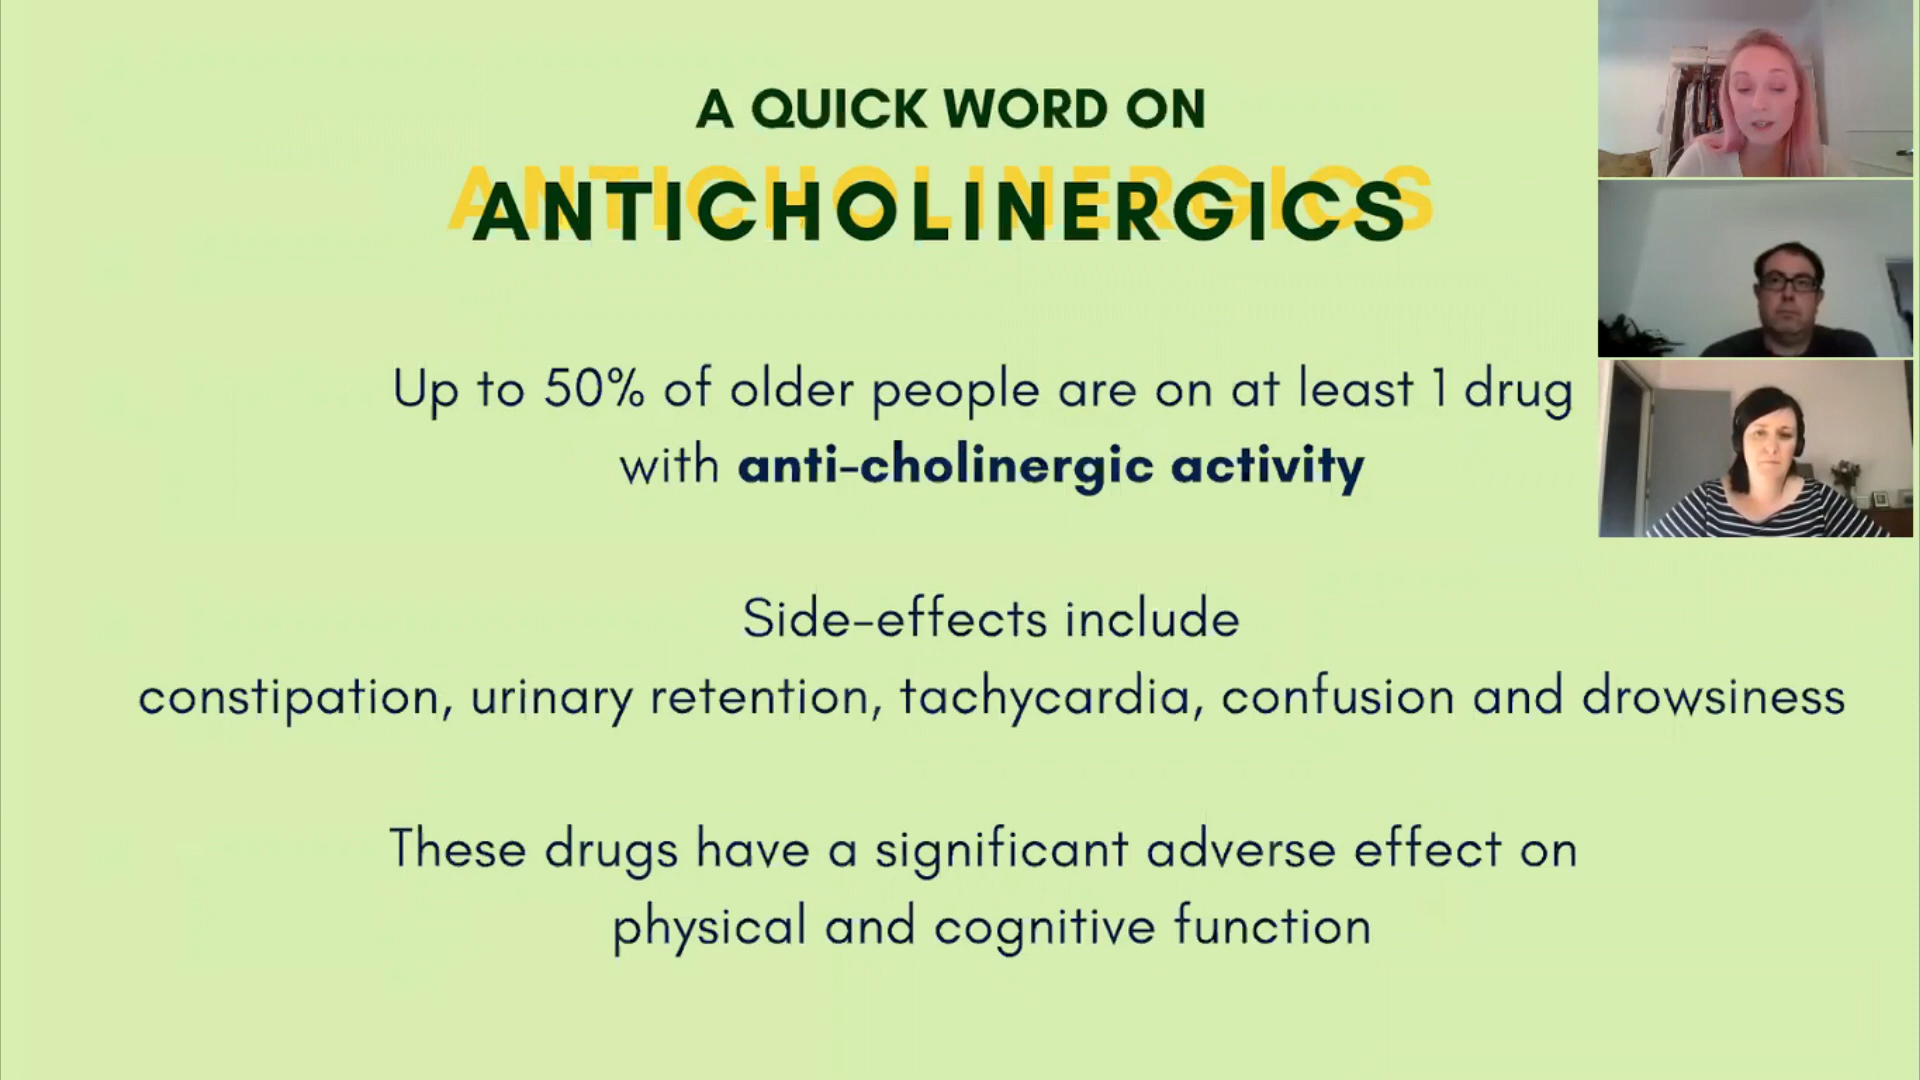 A QUICK WORD ON
ANTICHOLINERGICS
Up to 50% of older people are on at least 1 drug
with anti-cholinergic activity
Side-effects include
constipation, urinary retention, tachycardia, confusion and drowsiness
These drugs have a significant adverse effect on
physical and cognitive function